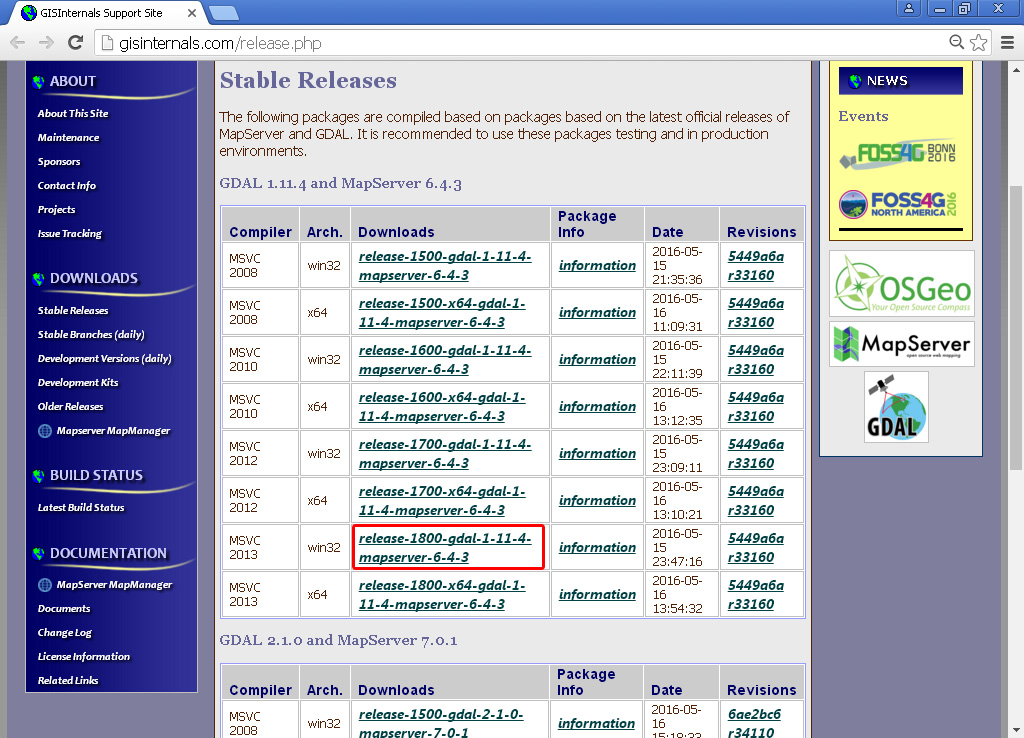 GISInternals Support Site
gisinternals.com/release.php
ABOUT
About This Site
Maintenance
Sponsors
Contact Info
Projects
Issue Tracking
DOWNLOADS
Stable Releases
Stable Branches (daily)
Development Versions (daily)
Development Kits
Older Releases
Mapserver MapManager
BUILD STATUS
Latest Build Status
DOCUMENTATION
MapServer MapManager
Documents
Change Log
License Information
Related Links
Stable Releases
The following packages are compiled based on packages based on the latest official releases of
MapServer and GDAL. It is recommended to use these packages testing and in production
environments.
GDAL 1.11.4 and MapServer 6.4.3
Compiler Arch. Downloads Package Info Date Revisions
MSVC 2008 win32 release-1500-gdal-1-11-4-mapserver-6-4-3 information 2016-05-15 21:35:36 5449a6a r33160
MSVC 2008 x64 release-1500-x64-gdal-1-11-4-mapserver-6-4-3 information 2016-05-16 11:09:31 5449a6a r33160
MSVC 2010 win32 release-1600-gdal-1-11-4-mapserver-6-4-3 information 2016-05-15 22:11:39 5449a6a r33160
MSVC 2010 x64 release-1600-x64-gdal-1-11-4-mapserver-6-4-3 information 2016-05-16 13:12:35 5449a6a r33160
MSVC 2012 win32 release-1700-gdal-1-11-4-mapserver-6-4-3 information 2016-05-15 23:09:11 5449a6a r33160
MSVC 2012 x64 release-1700-x64-gdal-1-11-4-mapserver-6-4-3 information 2016-05-16 13:10:21 5449a6a r33160
MSVC 2013 win32 release-1800-gdal-1-11-4-mapserver-6-4-3 information 2016-05-15 23:47:16 5449a6a r33160
MSVC 2013 x64 release-1800-x64-gdal-1-11-4-mapserver-6-4-3 information 2016-05-16 13:54:32 5449a6a r33160
GDAL 2.1.0 and MapServer 7.0.1
Compiler Arch. Downloads Package Info Date Revisions
MSVC 2008 win32 release-1500-gdal-2-1-0-mapserver-7-0-1 information 2016-05-16 15:18:33 6ae2bc6 r34110
NEWS
Events
FOSS4G BONN 2016
FOSS4G 2016
NORTH AMERICA
OSGeo
Your Open Source Compass
MapServer
open source web mapping
GDAL